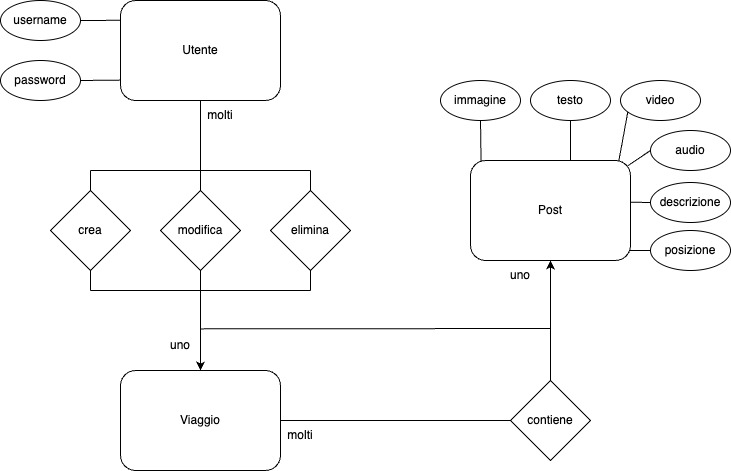 username
Utente
password
molti
immagine
testo
video
audio
descrizione
posizione
Post
crea
modifica
elimina
uno
uno
Viaggio
molti
contiene